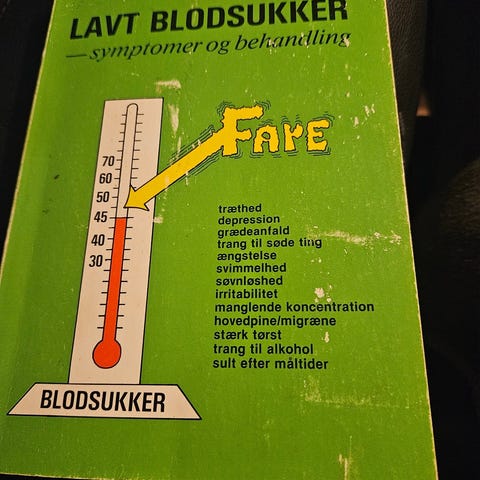 LAVT BLODSUKKER
—symptomer og behandling
FARE
70
60
50
45
40
30
træthed
depression
grædeanfald
trang til søde ting
ængstelse
svimmelhed
søvnløshed
irritabilitet
manglende koncentration
hovedpine/migræne
stærk tørst
trang til alkohol
sult efter måltider
BLODSUKKER